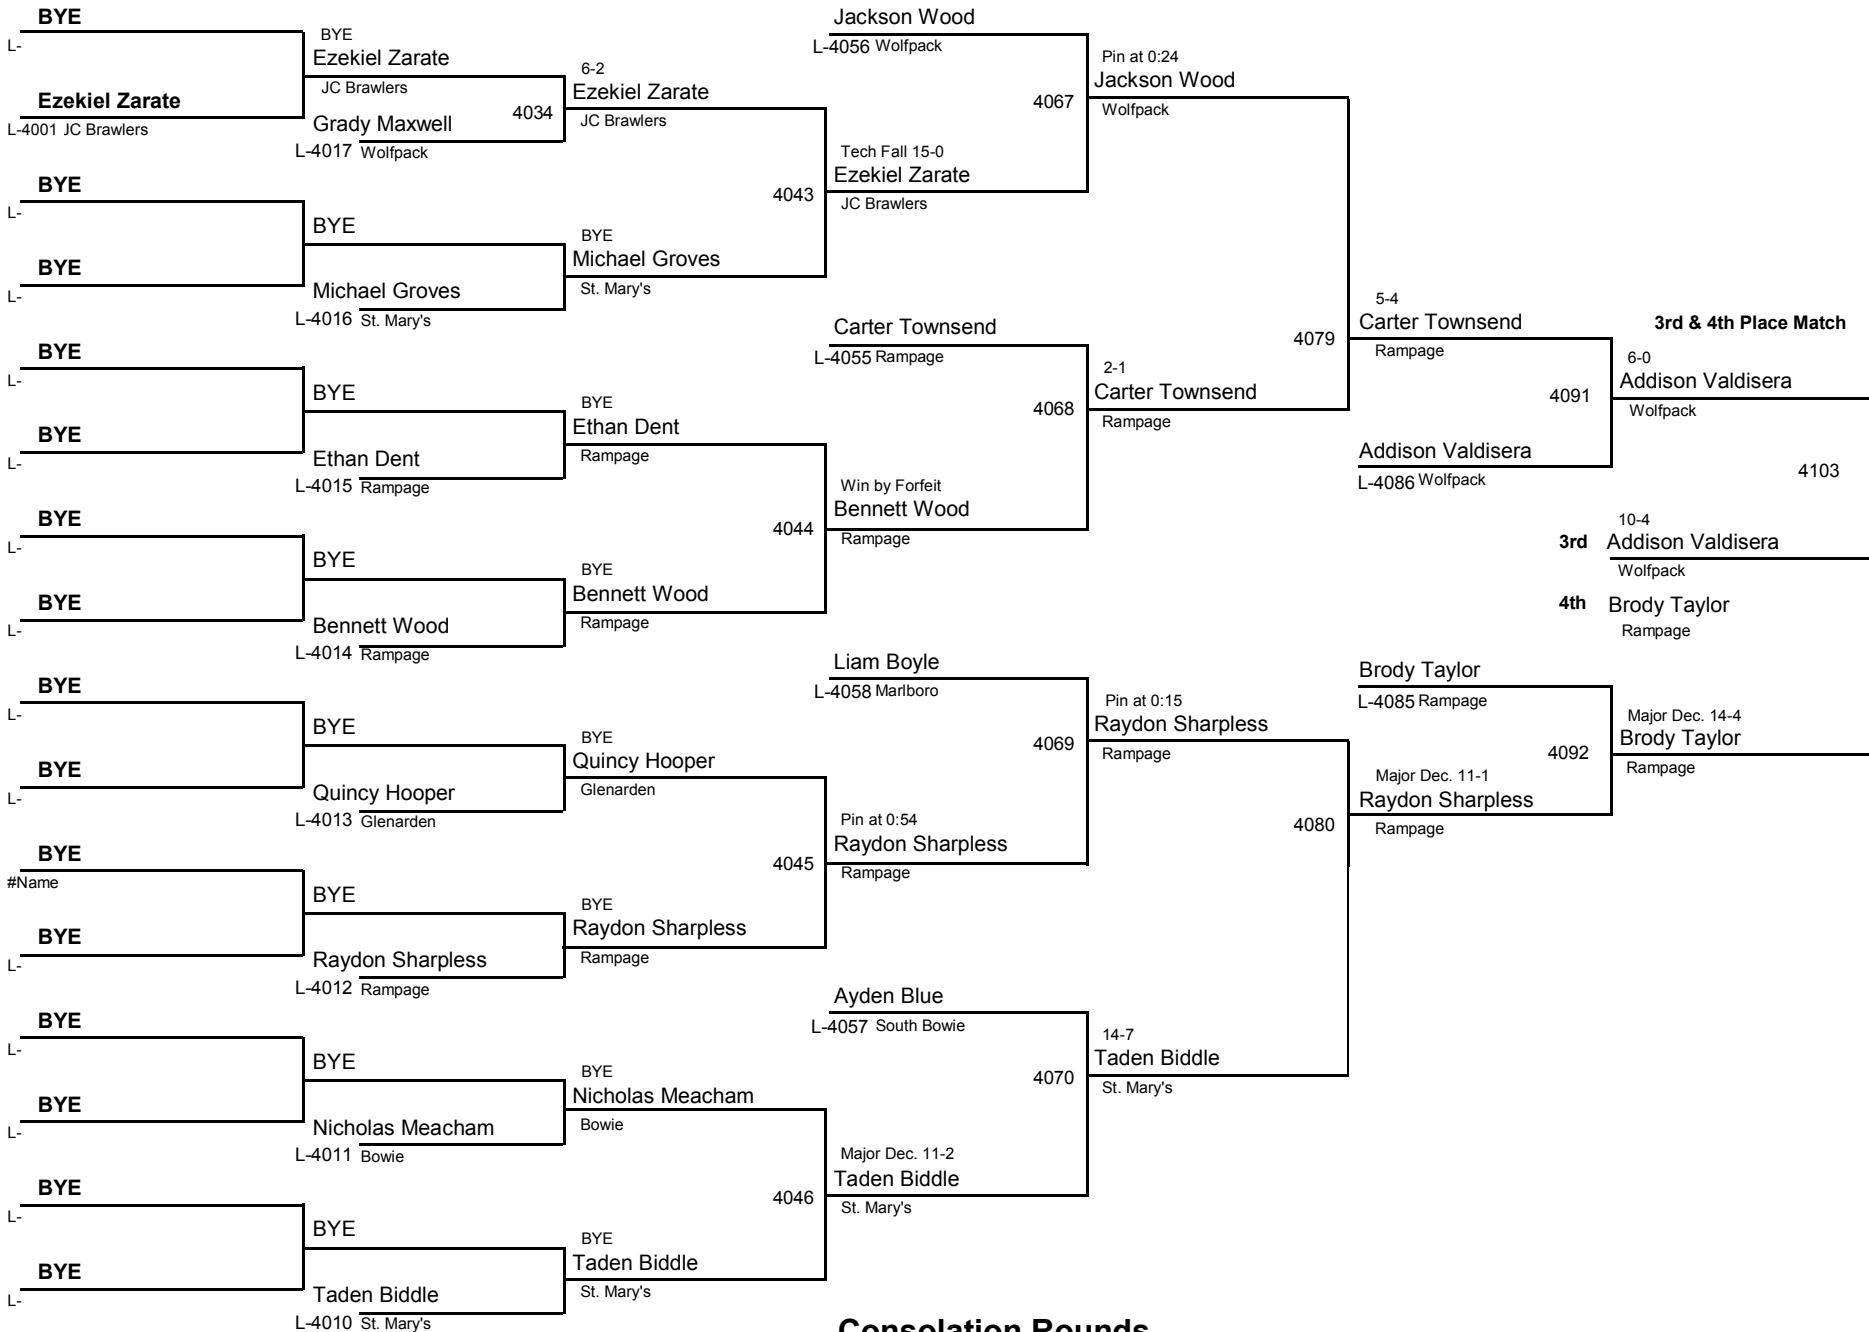 BYE
L-
Ezekiel Zarate
L-4001 JC Brawlers
BYE
L-
BYE
L-
BYE
L-
BYE
L-
BYE
L-
BYE
L-
BYE
L-
BYE
L-
BYE
#Name
BYE
L-
BYE
L-
BYE
L-
BYE
L-
BYE
L-
BYE
Ezekiel Zarate
JC Brawlers
4034
Grady Maxwell
L-4017 Wolfpack
BYE
Michael Groves
L-4016 St. Mary's
BYE
Ethan Dent
L-4015 Rampage
BYE
Bennett Wood
L-4014 Rampage
BYE
Quincy Hooper
L-4013 Glenarden
BYE
Raydon Sharpless
L-4012 Rampage
BYE
Nicholas Meacham
L-4011 Bowie
BYE
Taden Biddle
L-4010 St. Mary's
6-2
Ezekiel Zarate
JC Brawlers
4043
BYE
Michael Groves
St. Mary's
BYE
Ethan Dent
Rampage
4044
BYE
Bennett Wood
Rampage
BYE
Quincy Hooper
Glenarden
4045
BYE
Raydon Sharpless
Rampage
BYE
Nicholas Meacham
Bowie
4046
BYE
Taden Biddle
St. Mary's
Jackson Wood
L-4056 Wolfpack
4067
Tech Fall 15-0
Ezekiel Zarate
JC Brawlers
Carter Townsend
L-4055 Rampage
4068
Win by Forfeit
Bennett Wood
Rampage
Liam Boyle
L-4058 Marlboro
4069
Pin at 0:54
Raydon Sharpless
Rampage
Ayden Blue
L-4057 South Bowie
4070
Major Dec. 11-2
Taden Biddle
St. Mary's
Pin at 0:24
Jackson Wood
Wolfpack
4079
2-1
Carter Townsend
Rampage
Pin at 0:15
Raydon Sharpless
Rampage
4080
14-7
Taden Biddle
St. Mary's
5-4
Carter Townsend
Rampage
4091
Addison Valdisera
L-4086 Wolfpack
Brody Taylor
L-4085 Rampage
4092
Major Dec. 11-1
Raydon Sharpless
Rampage
3rd & 4th Place Match
6-0
Addison Valdisera
Wolfpack
4103
10-4
3rd Addison Valdisera
Wolfpack
4th Brody Taylor
Rampage
Major Dec. 14-4
Brody Taylor
Rampage
Consolation Rounds